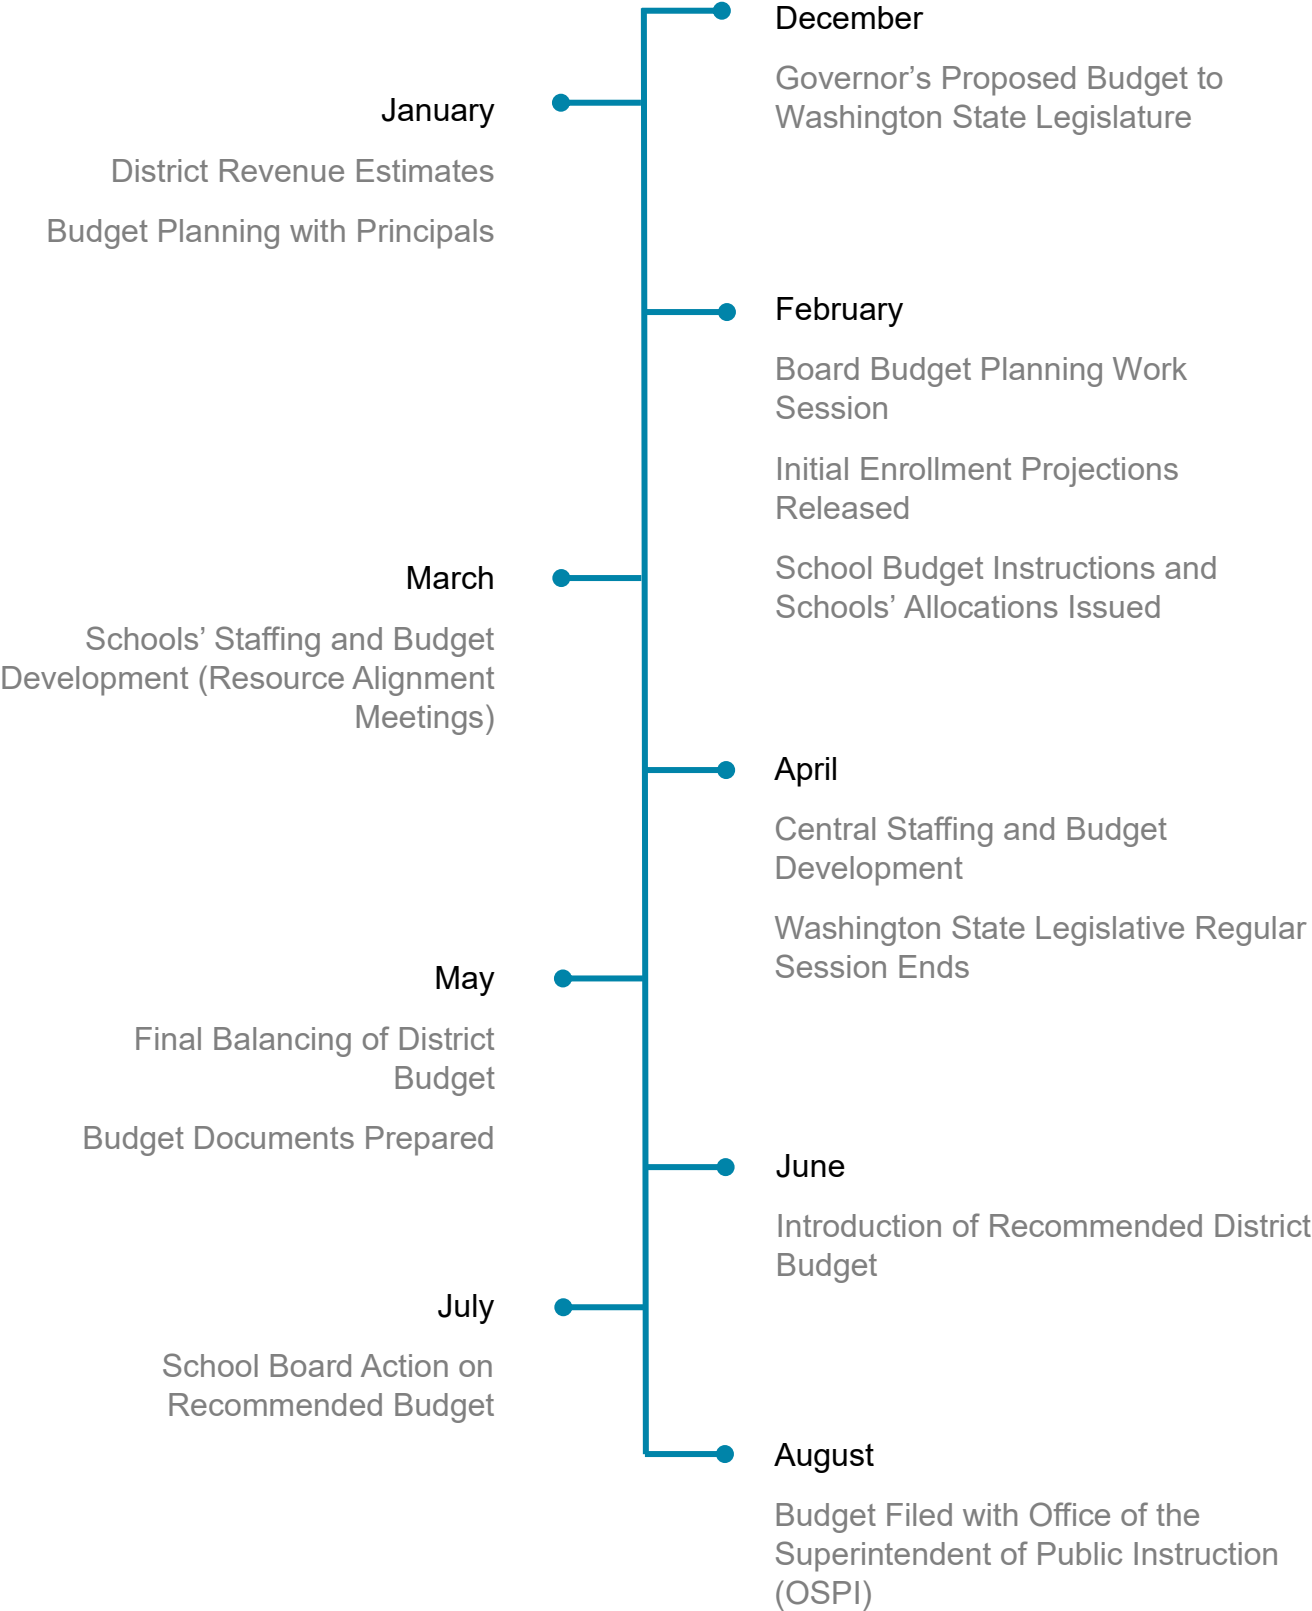 December
Governor’s Proposed Budget to
Washington State Legislature
January
District Revenue Estimates
Budget Planning with Principals
February
Board Budget Planning Work
Session
Initial Enrollment Projections
Released
School Budget Instructions and
Schools’ Allocations Issued
March
Schools’ Staffing and Budget
Development (Resource Alignment
Meetings)
April
Central Staffing and Budget
Development
Washington State Legislative Regular
Session Ends
May
Final Balancing of District
Budget
Budget Documents Prepared
June
Introduction of Recommended District
Budget
July
School Board Action on
Recommended Budget
August
Budget Filed with Office of the
Superintendent of Public Instruction
(OSPI)